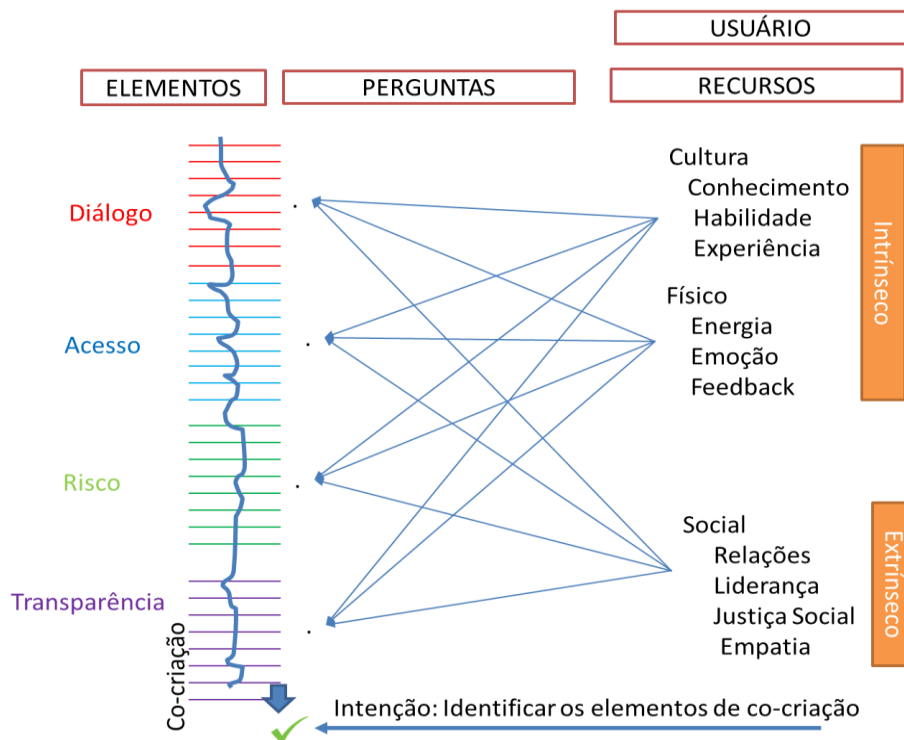 USUÁRIO
ELEMENTOS
PERGUNTAS
RECURSOS
Diálogo
Acesso
Risco
Transparência
Co-criação
Cultura
Conhecimento
Habilidade
Experiência
Físico
Energia
Emoção
Feedback
Intrínseco
Social
Relações
Liderança
Justiça Social
Empatia
Extrínseco
Intenção: Identificar os elementos de co-criação